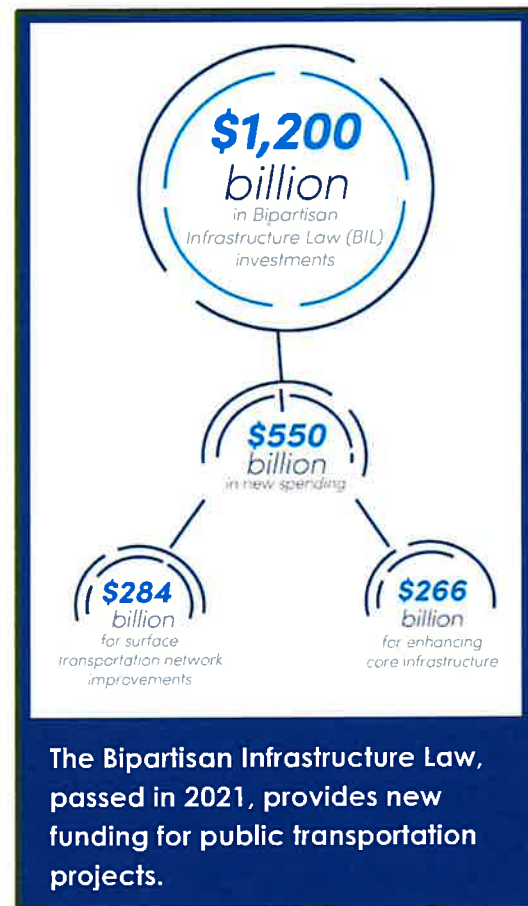 $1,200
billion
in Bipartisan
Infrastructure Law (BIL)
investments
$550
billion
in new spending
$284
billion
for surface
transportation network
improvements
$266
billion
for enhancing
core infrastructure
The Bipartisan Infrastructure Law,
passed in 2021, provides new
funding for public transportation
projects.